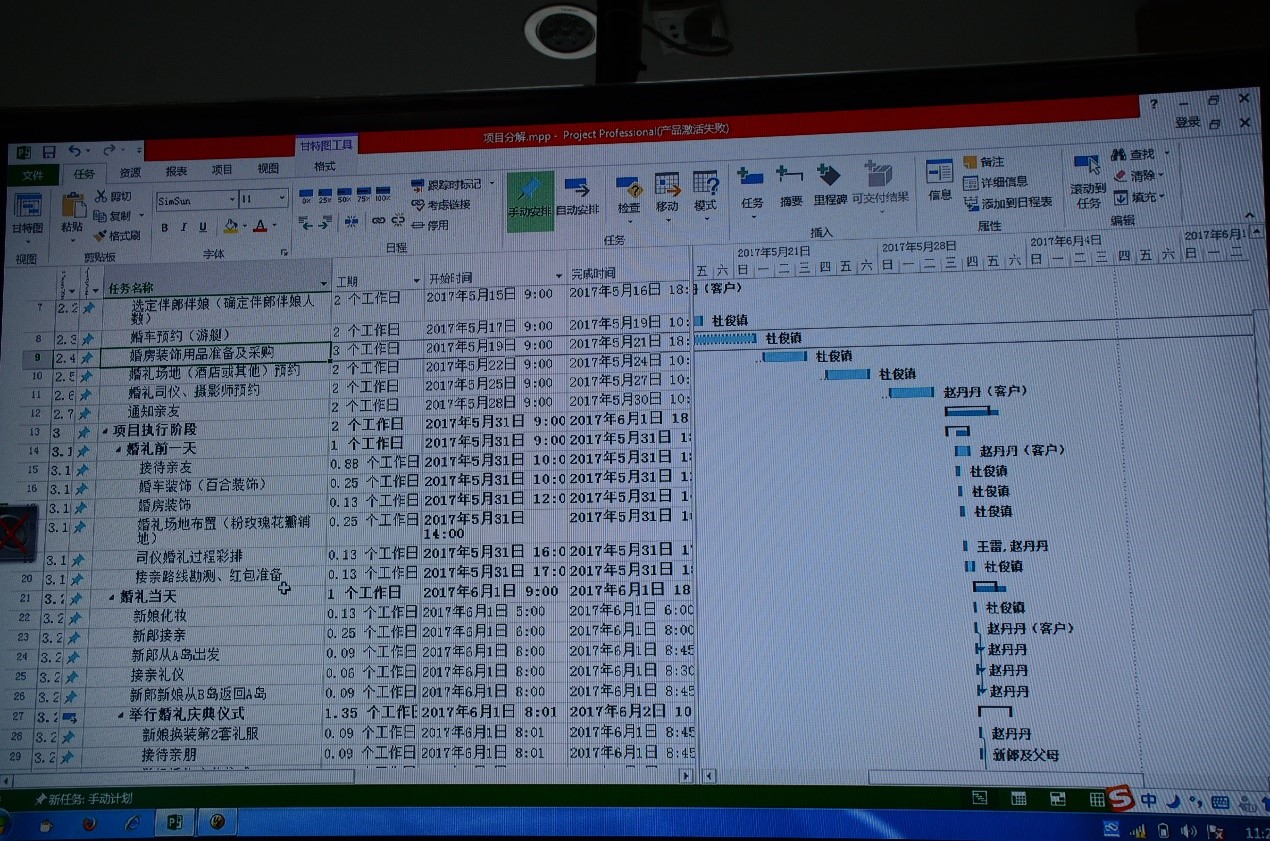 项目分解.mpp - Project Professional(产品激活失败)
甘特图工具
登录
文件 任务 资源 报表 项目 视图 格式
甘特图
视图
粘贴
剪切
复制
格式刷
剪贴板
SimSun 11
B I U A
字体
0% 25% 50% 75% 100%
跟踪时标记
考虑链接
停用
日程
手动安排 自动安排
检查 移动 模式
任务
任务 摘要 里程碑 可交付结果
插入
信息
备注
详细信息
添加到日程表
属性
滚动到任务
查找
清除
填充
编辑
任务名称 工期 开始时间 完成时间
2017年5月21日 2017年5月28日 2017年6月4日
五 六 日 一 二 三 四 五 六 日 一 二 三 四 五 六 日 一 二 三 四 五 六 日 一 二
7 选定伴郎伴娘（确定伴郎伴娘人数） 2 个工作日 2017年5月15日 9:00 2017年5月16日 18: （客户）
8 2.3 婚车预约（游艇） 2 个工作日 2017年5月17日 9:00 2017年5月19日 10: 杜俊镇
9 2.4 婚房装饰用品准备及采购 3 个工作日 2017年5月19日 9:00 2017年5月21日 18: 杜俊镇
10 婚礼场地（酒店或其他）预约 2 个工作日 2017年5月22日 9:00 2017年5月24日 10: 杜俊镇
11 2.6 婚礼司仪、摄影师预约 2 个工作日 2017年5月25日 9:00 2017年5月27日 10: 杜俊镇
12 2.7 通知亲友 2 个工作日 2017年5月28日 9:00 2017年5月30日 10: 赵丹丹（客户）
13 3 项目执行阶段 2 个工作日 2017年5月31日 9:00 2017年6月1日 18
14 3.1 婚礼前一天 1 个工作日 2017年5月31日 9:00 2017年5月31日
15 3.1 接待亲友 0.88 个工作日 2017年5月31日 10:0 2017年5月31日 赵丹丹（客户）
16 3.1 婚车装饰（百合装饰） 0.25 个工作日 2017年5月31日 10:0 2017年5月31日 杜俊镇
3.1 婚房装饰 0.13 个工作日 2017年5月31日 12:0 2017年5月31日 杜俊镇
3.1 婚礼场地布置（粉玫瑰花瓣铺地） 0.25 个工作日 2017年5月31日 14:00 2017年5月31日 杜俊镇
3.1 司仪婚礼过程彩排 0.13 个工作日 2017年5月31日 16:0 2017年5月31日 王雷,赵丹丹
20 3.1 接亲路线勘测、红包准备 0.13 个工作日 2017年5月31日 17:0 2017年5月31日 杜俊镇
21 婚礼当天 1 个工作日 2017年6月1日 9:00 2017年6月1日 18
22 3.2 新娘化妆 0.13 个工作日 2017年6月1日 5:00 2017年6月1日 6:00 杜俊镇
23 3.2 新郎接亲 0.25 个工作日 2017年6月1日 6:00 2017年6月1日 8:00 赵丹丹（客户）
24 3.2 新郎从A岛出发 0.09 个工作日 2017年6月1日 8:00 2017年6月1日 8:45 赵丹丹
25 3.2 接亲礼仪 0.06 个工作日 2017年6月1日 8:00 2017年6月1日 8:30 赵丹丹
26 3.2 新郎新娘从B岛返回A岛 0.09 个工作日 2017年6月1日 8:00 2017年6月1日 8:45 赵丹丹
27 3.2 举行婚礼庆典仪式 1.35 个工作日 2017年6月1日 8:01 2017年6月2日 10
28 3.2 新娘换装第2套礼服 0.09 个工作日 2017年6月1日 8:01 2017年6月1日 8:45 赵丹丹
29 3.2 接待亲朋 0.09 个工作日 2017年6月1日 8:01 2017年6月1日 8:45 新郎及父母
新任务: 手动计划
中